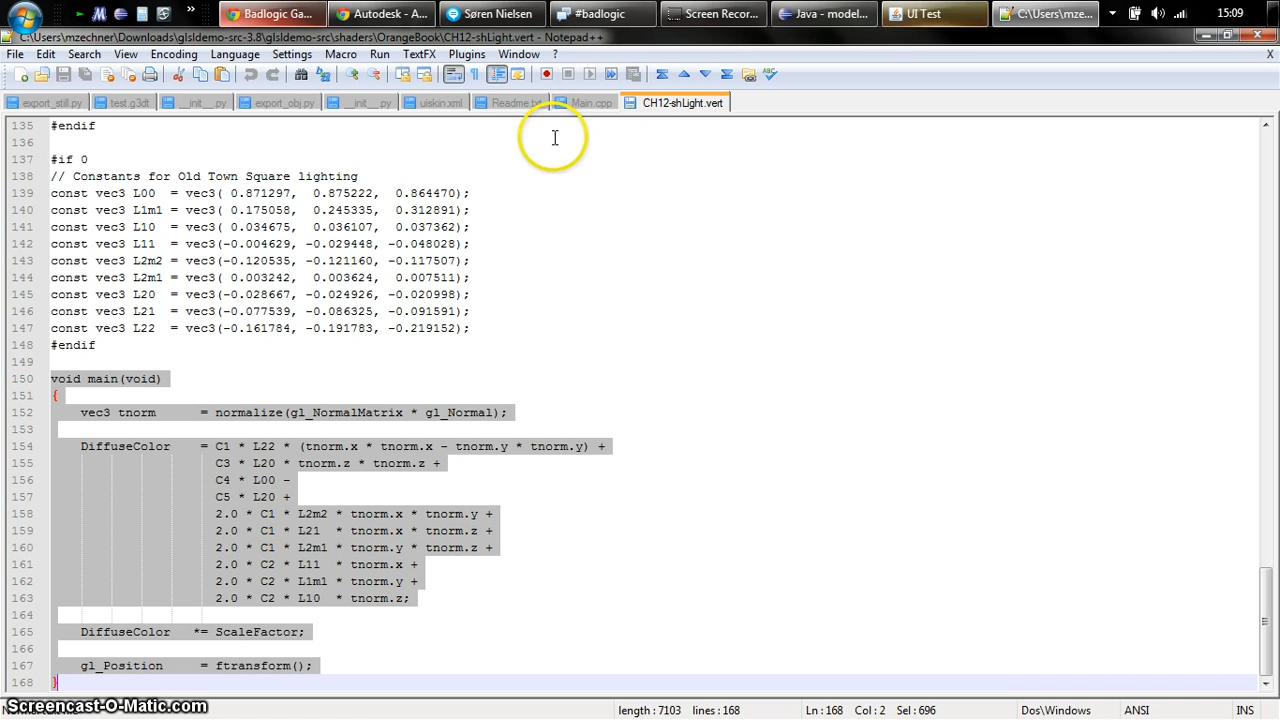 Badlogic Ga...
Autodesk - A...
Søren Nielsen
#badlogic
Screen Recor...
Java - model...
UI Test
C:\Users\mze...
15:09
C:\Users\mzechner\Downloads\glsldemo-src-3.8\glsldemo-src\shaders\OrangeBook\CH12-shLight.vert - Notepad++
File Edit Search View Encoding Language Settings Macro Run TextFX Plugins Window ? X
export_still.py test.g3dt __init__.py export_obj.py __init__.py uiskin.xml Readme.txt Main.cpp CH12-shLight.vert
135 #endif
136
137 #if 0
138 // Constants for Old Town Square lighting
139 const vec3 L00 = vec3( 0.871297, 0.875222, 0.864470);
140 const vec3 L1m1 = vec3( 0.175058, 0.245335, 0.312891);
141 const vec3 L10 = vec3( 0.034675, 0.036107, 0.037362);
142 const vec3 L11 = vec3(-0.004629, -0.029448, -0.048028);
143 const vec3 L2m2 = vec3(-0.120535, -0.121160, -0.117507);
144 const vec3 L2m1 = vec3( 0.003242, 0.003624, 0.007511);
145 const vec3 L20 = vec3(-0.028667, -0.024926, -0.020998);
146 const vec3 L21 = vec3(-0.077539, -0.086325, -0.091591);
147 const vec3 L22 = vec3(-0.161784, -0.191783, -0.219152);
148 #endif
149
150 void main(void)
151 {
152 vec3 tnorm = normalize(gl_NormalMatrix * gl_Normal);
153
154 DiffuseColor = C1 * L22 * (tnorm.x * tnorm.x - tnorm.y * tnorm.y) +
155 C3 * L20 * tnorm.z * tnorm.z +
156 C4 * L00 -
157 C5 * L20 +
158 2.0 * C1 * L2m2 * tnorm.x * tnorm.y +
159 2.0 * C1 * L21 * tnorm.x * tnorm.z +
160 2.0 * C1 * L2m1 * tnorm.y * tnorm.z +
161 2.0 * C2 * L11 * tnorm.x +
162 2.0 * C2 * L1m1 * tnorm.y +
163 2.0 * C2 * L10 * tnorm.z;
164
165 DiffuseColor *= ScaleFactor;
166
167 gl_Position = ftransform();
168 }
Screencast-O-Matic.com
length : 7103 lines : 168 Ln : 168 Col : 2 Sel : 696 Dos\Windows ANSI INS